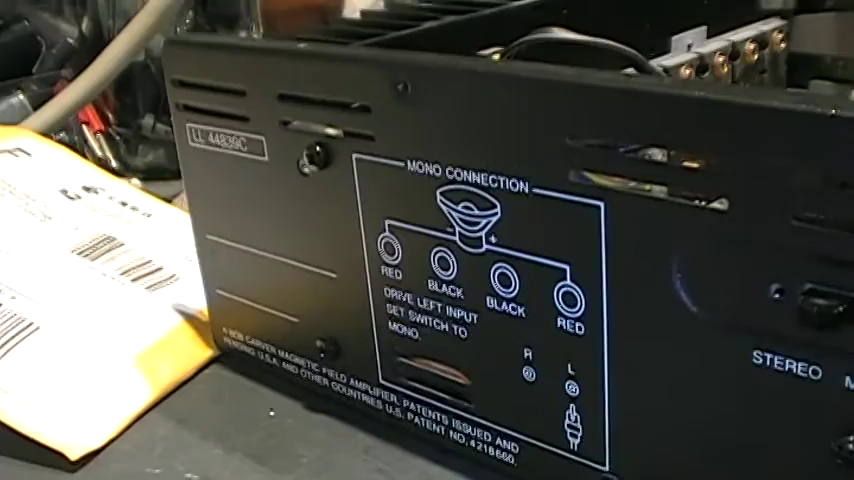 LL 44839C
MONO CONNECTION
- +
RED BLACK BLACK RED
DRIVE LEFT INPUT
SET SWITCH TO
MONO.
R L
STEREO
A BOB CARVER MAGNETIC FIELD AMPLIFIER. PATENTS ISSUED AND
PENDING U.S.A. AND OTHER COUNTRIES U.S. PATENT NO. 4218660.